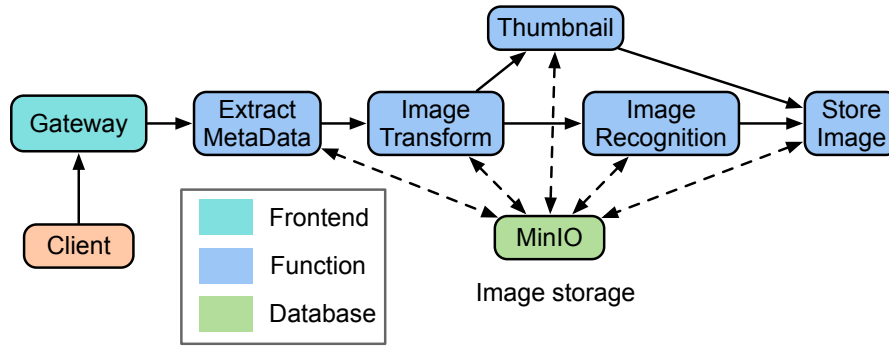 Thumbnail
Gateway
Extract
MetaData
Image
Transform
Image
Recognition
Store
Image
Client
MinIO
Image storage
Frontend
Function
Database